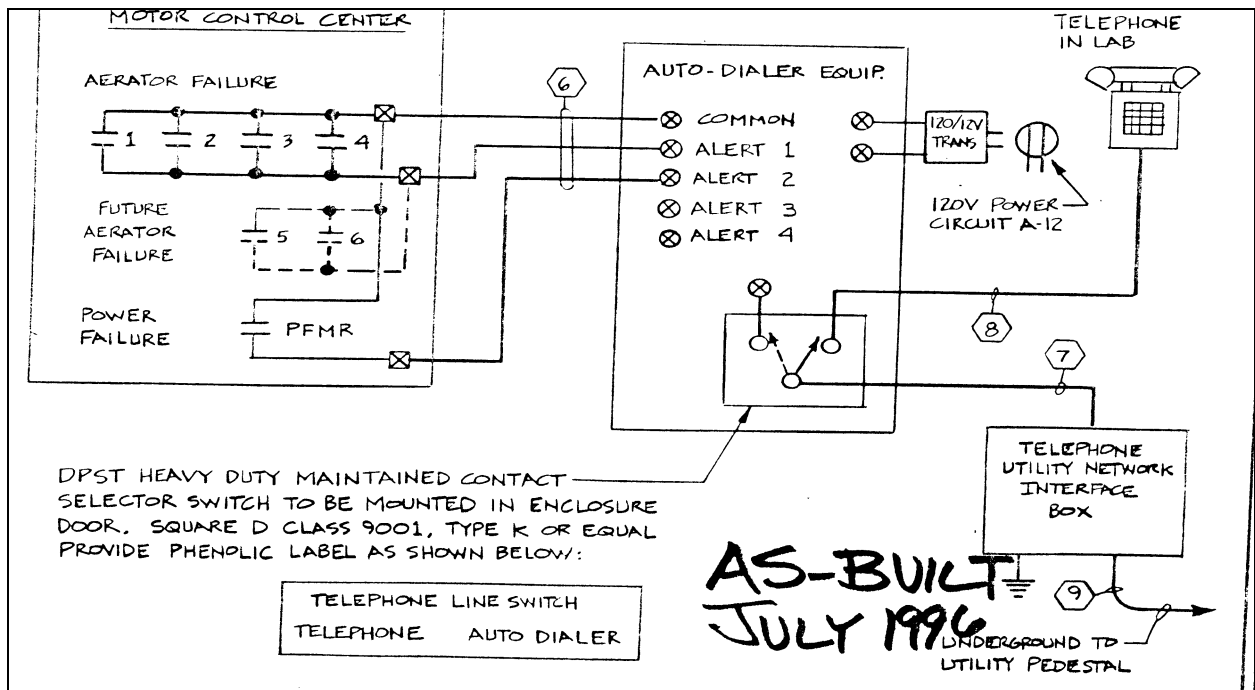 MOTOR CONTROL CENTER
AERATOR FAILURE
1 2 3 4
FUTURE
AERATOR
FAILURE
5 6
POWER
FAILURE
PFMR
6
AUTO-DIALER EQUIP.
COMMON
ALERT 1
ALERT 2
ALERT 3
ALERT 4
120/12V
TRANS
120V POWER
CIRCUIT A-12
TELEPHONE
IN LAB
8
7
TELEPHONE
UTILITY NETWORK
INTERFACE
BOX
9
UNDERGROUND TO
UTILITY PEDESTAL
DPST HEAVY DUTY MAINTAINED CONTACT
SELECTOR SWITCH TO BE MOUNTED IN ENCLOSURE
DOOR. SQUARE D CLASS 9001, TYPE K OR EQUAL
PROVIDE PHENOLIC LABEL AS SHOWN BELOW:
TELEPHONE LINE SWITCH
TELEPHONE AUTO DIALER
AS-BUILT
JULY 1996